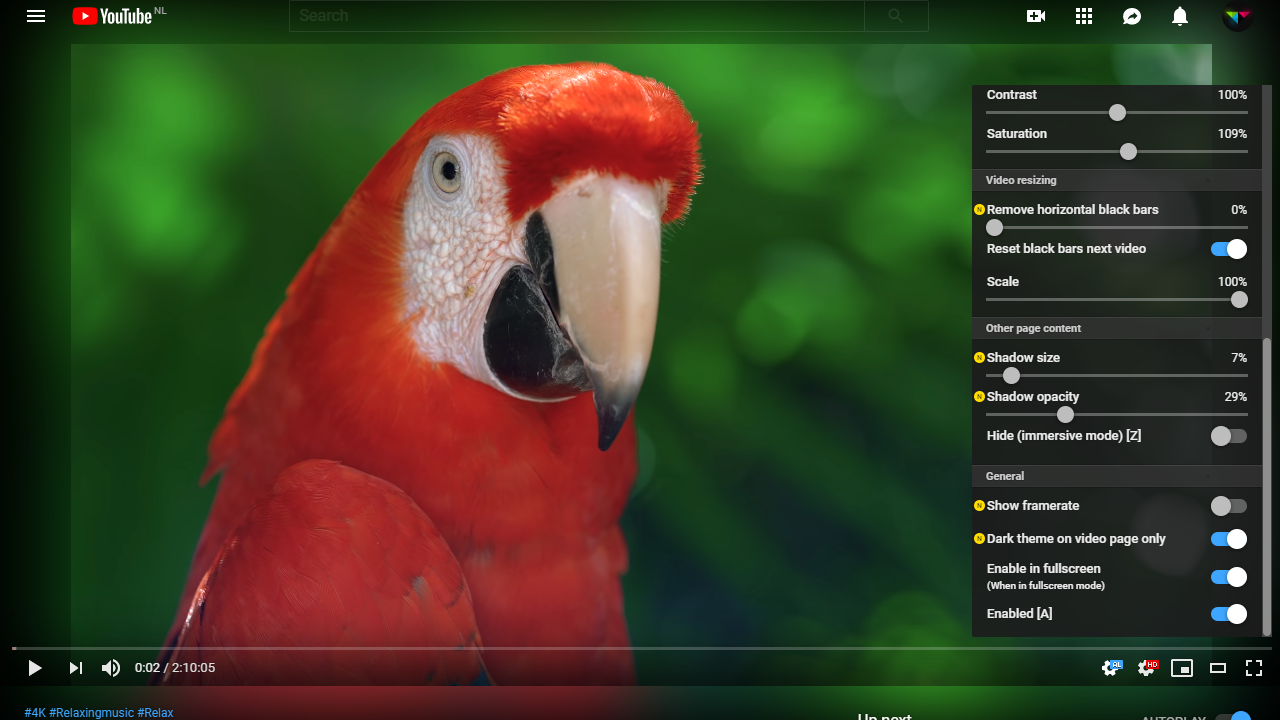 YouTube NL
Search
Contrast 100%
Saturation 109%
Video resizing
N Remove horizontal black bars 0%
Reset black bars next video
Scale 100%
Other page content
N Shadow size 7%
N Shadow opacity 29%
Hide (immersive mode) [Z]
General
N Show framerate
N Dark theme on video page only
Enable in fullscreen
(When in fullscreen mode)
Enabled [A]
0:02 / 2:10:05
AL HD
#4K #Relaxingmusic #Relax
Up next
AUTOPLAY